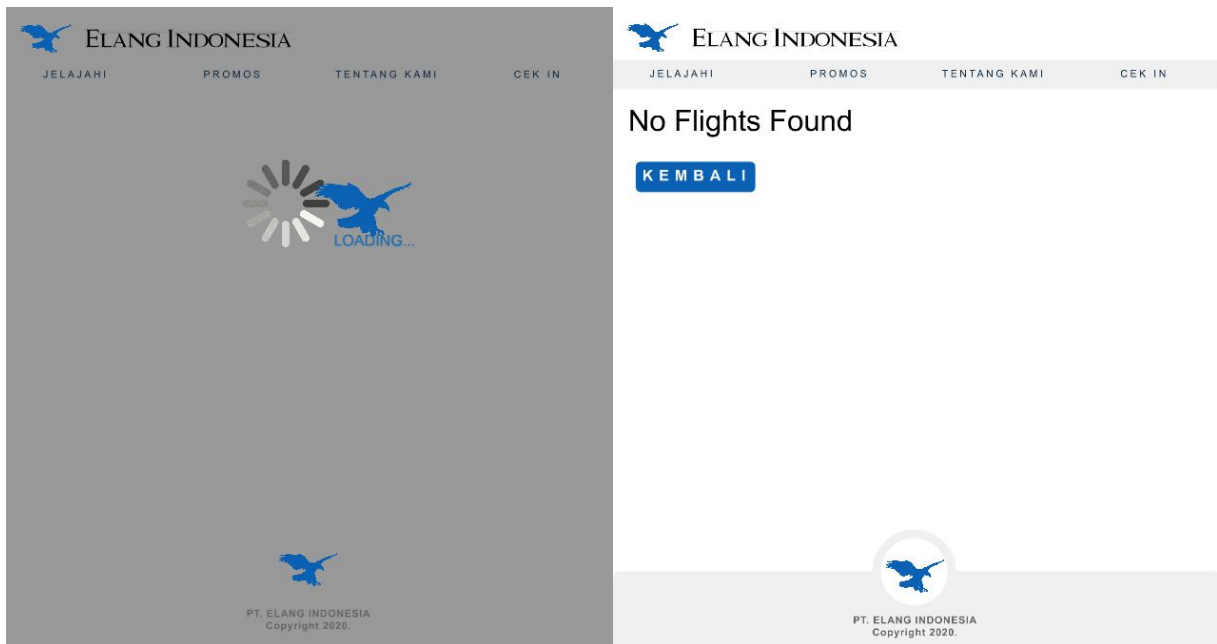 ELANG INDONESIA
JELAJAHI PROMOS TENTANG KAMI CEK IN
LOADING...
PT. ELANG INDONESIA
Copyright 2020.
ELANG INDONESIA
JELAJAHI PROMOS TENTANG KAMI CEK IN
No Flights Found
KEMBALI
PT. ELANG INDONESIA
Copyright 2020.